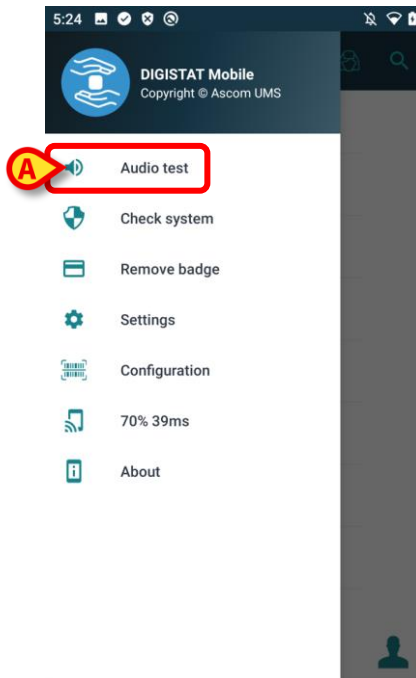 5:24
DIGISTAT Mobile
Copyright © Ascom UMS
A
Audio test
Check system
Remove badge
Settings
Configuration
70% 39ms
About